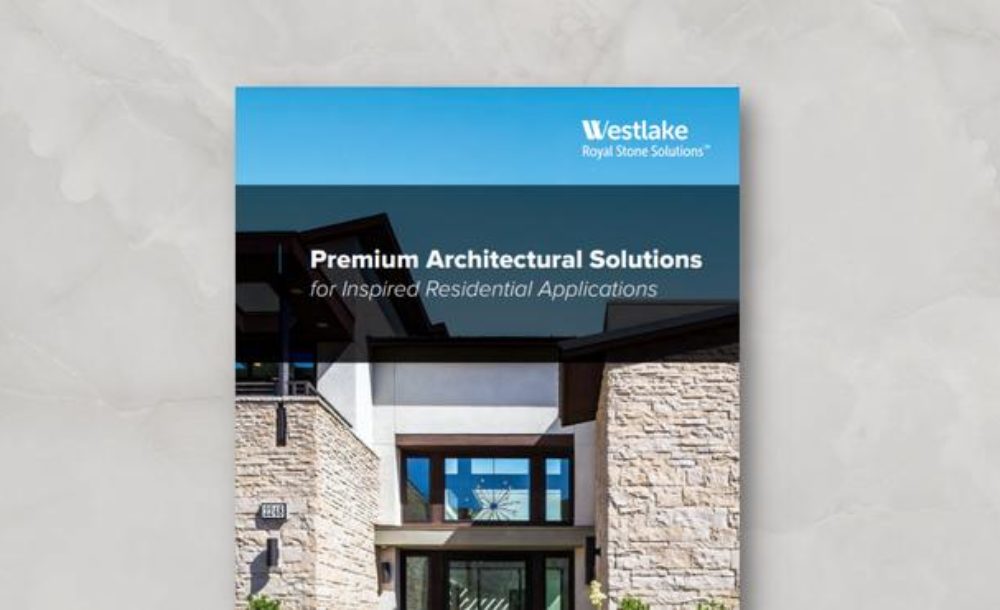 Westlake
Royal Stone Solutions™
Premium Architectural Solutions
for Inspired Residential Applications